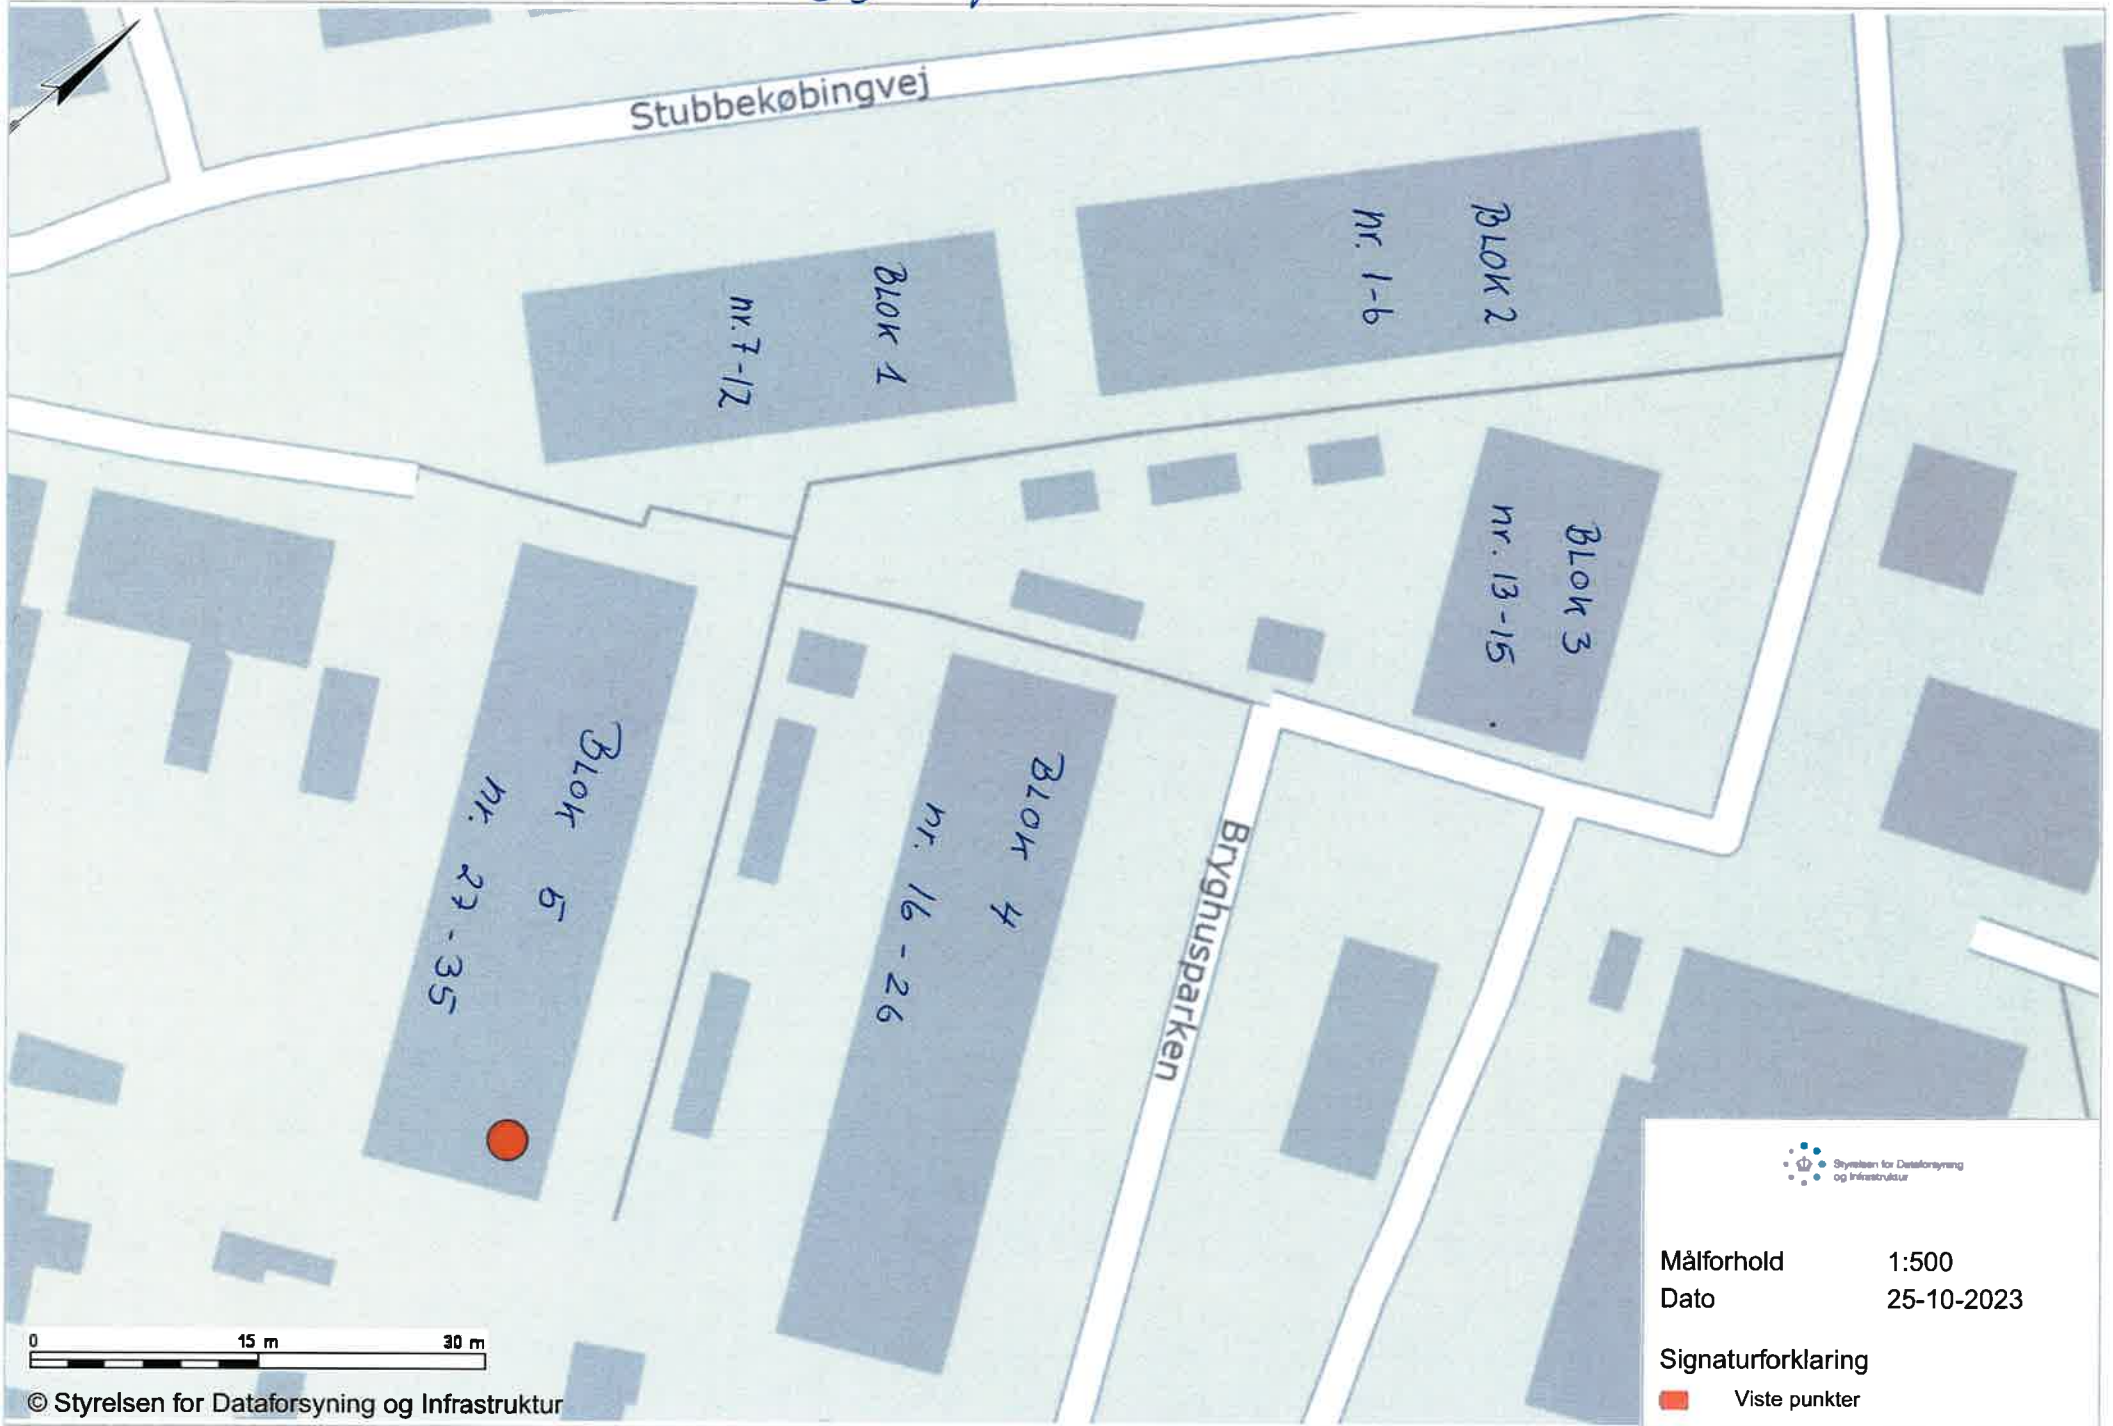 Stubbekøbingvej
BLOK 2
nr. 1-6
BLOK 1
nr. 7-12
BLOK 3
nr. 13-15
BLOK 5
nr. 27-35
BLOK 4
nr. 16-26
Bryghusparken
Styrelsen for Dataforsyning
og Infrastruktur
Målforhold 1:500
Dato 25-10-2023
Signaturforklaring
Viste punkter
0 15 m 30 m
© Styrelsen for Dataforsyning og Infrastruktur